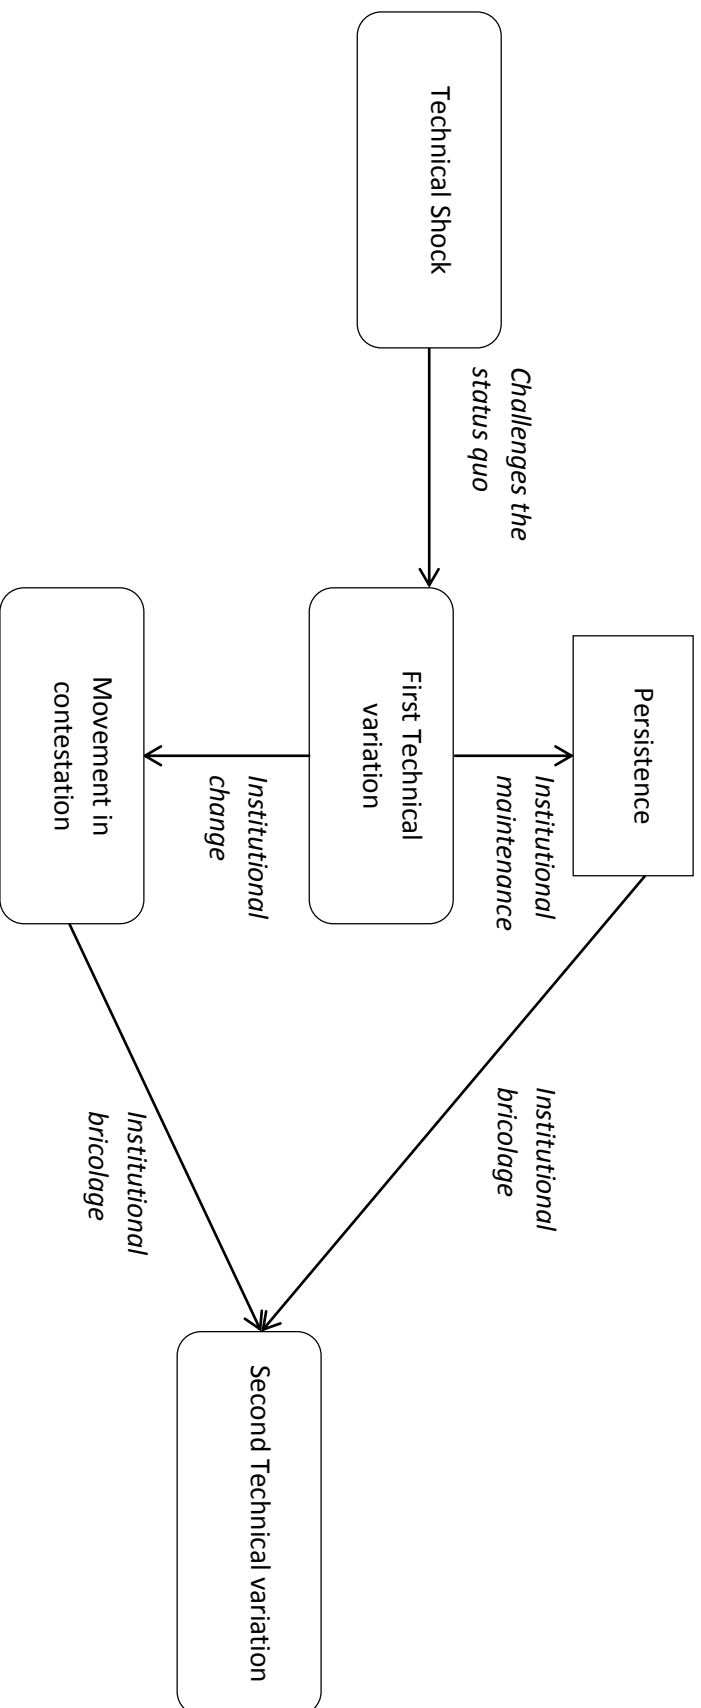 Technical Shock
Challenges the
status quo
Persistence
Institutional
maintenance
First Technical
variation
Institutional
change
Movement in
contestation
Institutional
bricolage
Institutional
bricolage
Second Technical variation